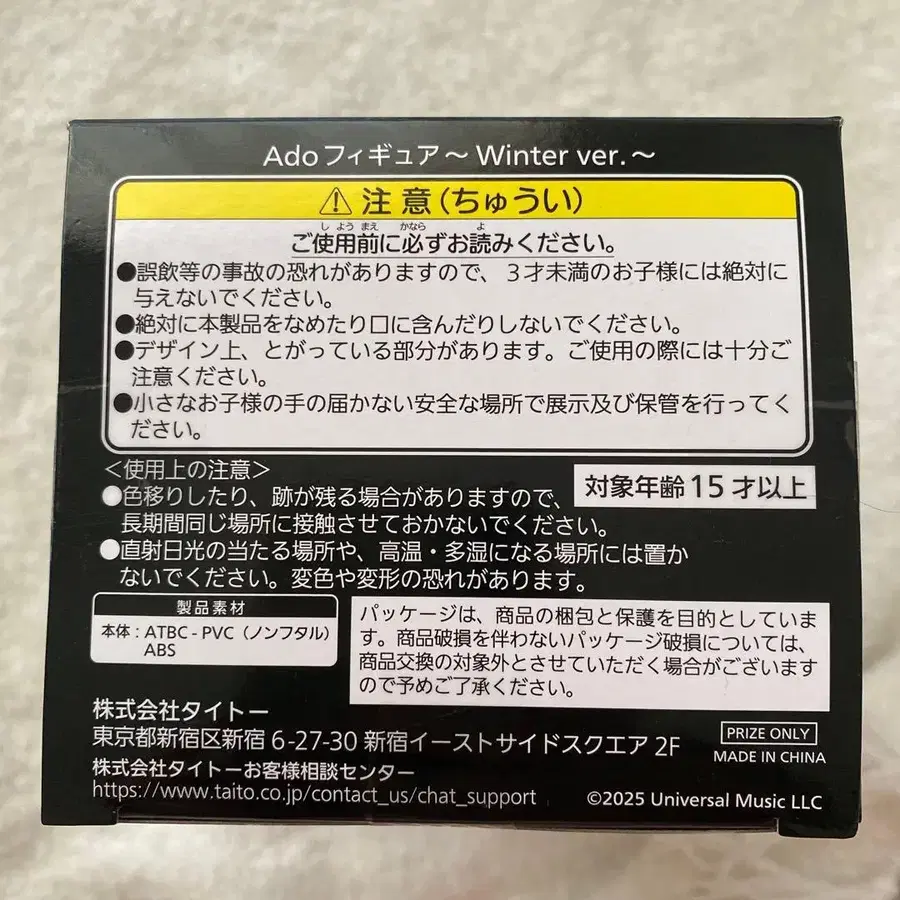 Adoフィギュア～Winter ver.～
⚠注意(ちゅうい)
しようまえ かなら よ
ご使用前に必ずお読みください。
●誤飲等の事故の恐れがありますので、3才未満のお子様には絶対に
与えないでください。
●絶対に本製品をなめたり口に含んだりしないでください。
●デザイン上、とがっている部分があります。ご使用の際には十分ご
注意ください。
●小さなお子様の手の届かない安全な場所で展示及び保管を行ってく
ださい。
＜使用上の注意＞
●色移りしたり、跡が残る場合がありますので、
長期間同じ場所に接触させておかないでください。
対象年齢15才以上
●直射日光の当たる場所や、高温・多湿になる場所には置か
ないでください。変色や変形の恐れがあります。
製品素材
本体：ATBC-PVC（ノンフタル）
ABS
パッケージは、商品の梱包と保護を目的としていま
す。商品破損を伴わないパッケージ破損については、
商品交換の対象外とさせていただく場合がございます
ので予めご了承ください。
株式会社タイトー
東京都新宿区新宿6-27-30 新宿イーストサイドスクエア2F
株式会社タイトーお客様相談センター
https://www.taito.co.jp/contact_us/chat_support
PRIZE ONLY
MADE IN CHINA
©2025 Universal Music LLC